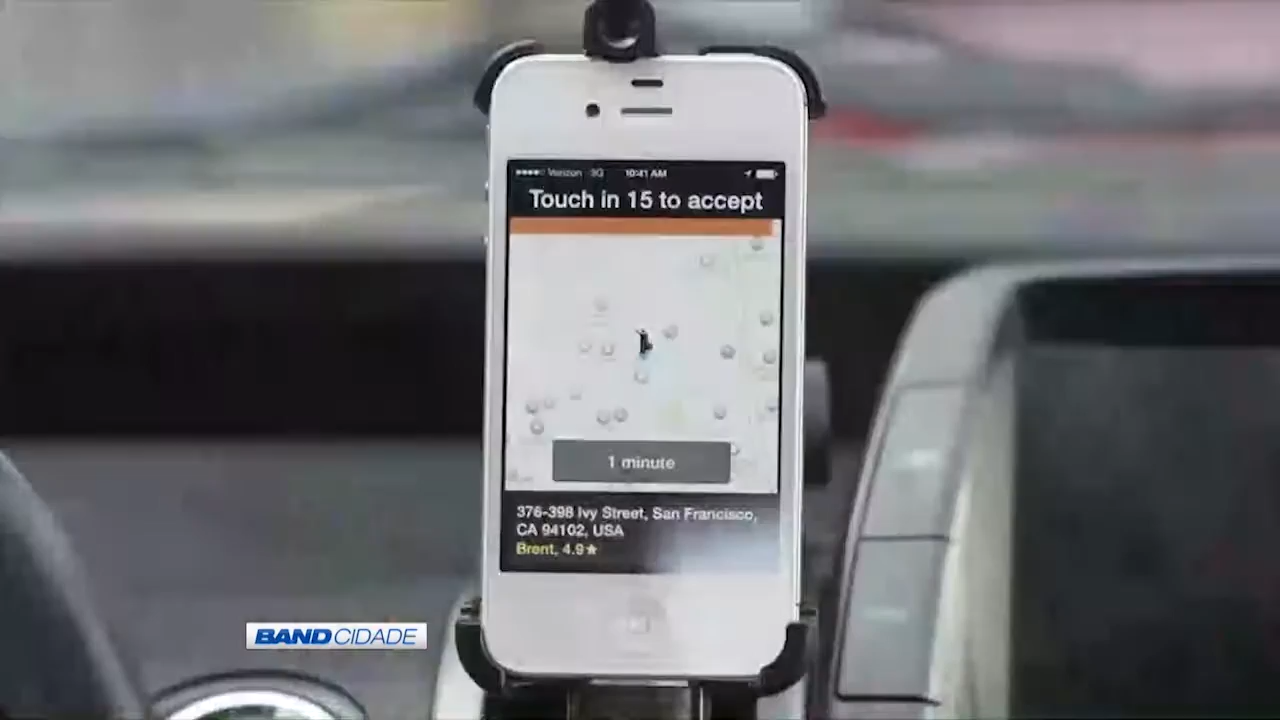 Verizon 3G 10:41 AM
Touch in 15 to accept
1 minute
376-398 Ivy Street, San Francisco,
CA 94102, USA
Brent, 4.9★
BAND CIDADE